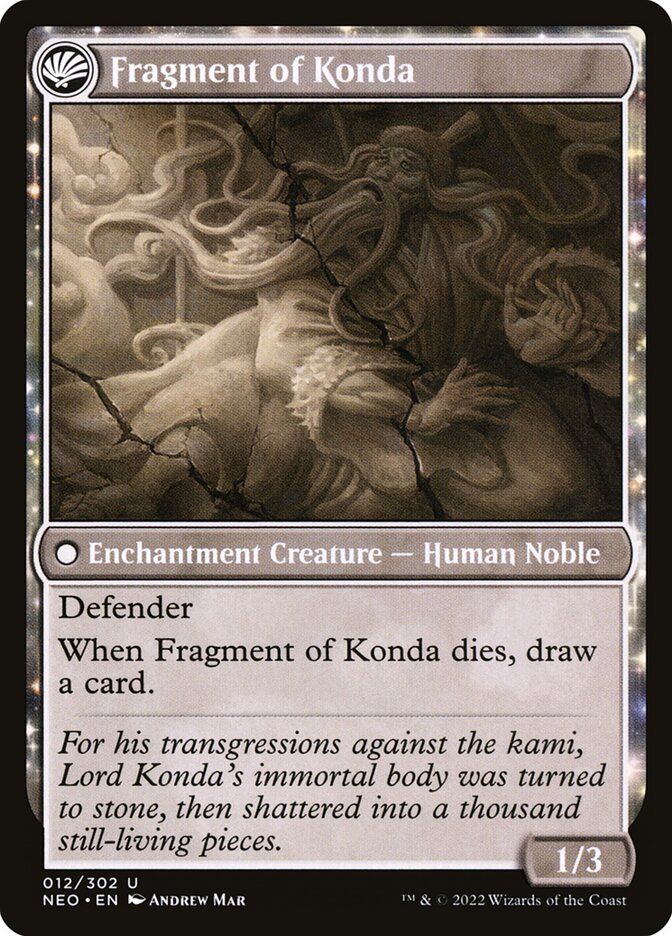 Fragment of Konda
Enchantment Creature — Human Noble
Defender
When Fragment of Konda dies, draw
a card.
For his transgressions against the kami,
Lord Konda's immortal body was turned
to stone, then shattered into a thousand
still-living pieces.
1/3
012/302 U
NEO • EN Andrew Mar
™ & © 2022 Wizards of the Coast